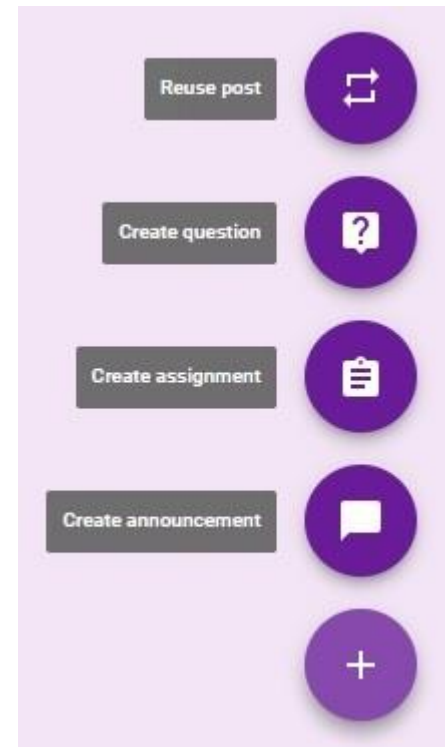 Reuse post
Create question
Create assignment
Create announcement